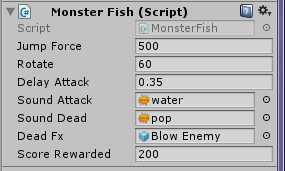 Monster Fish (Script)
Script MonsterFish
Jump Force 500
Rotate 60
Delay Attack 0.35
Sound Attack water
Sound Dead pop
Dead Fx Blow Enemy
Score Rewarded 200